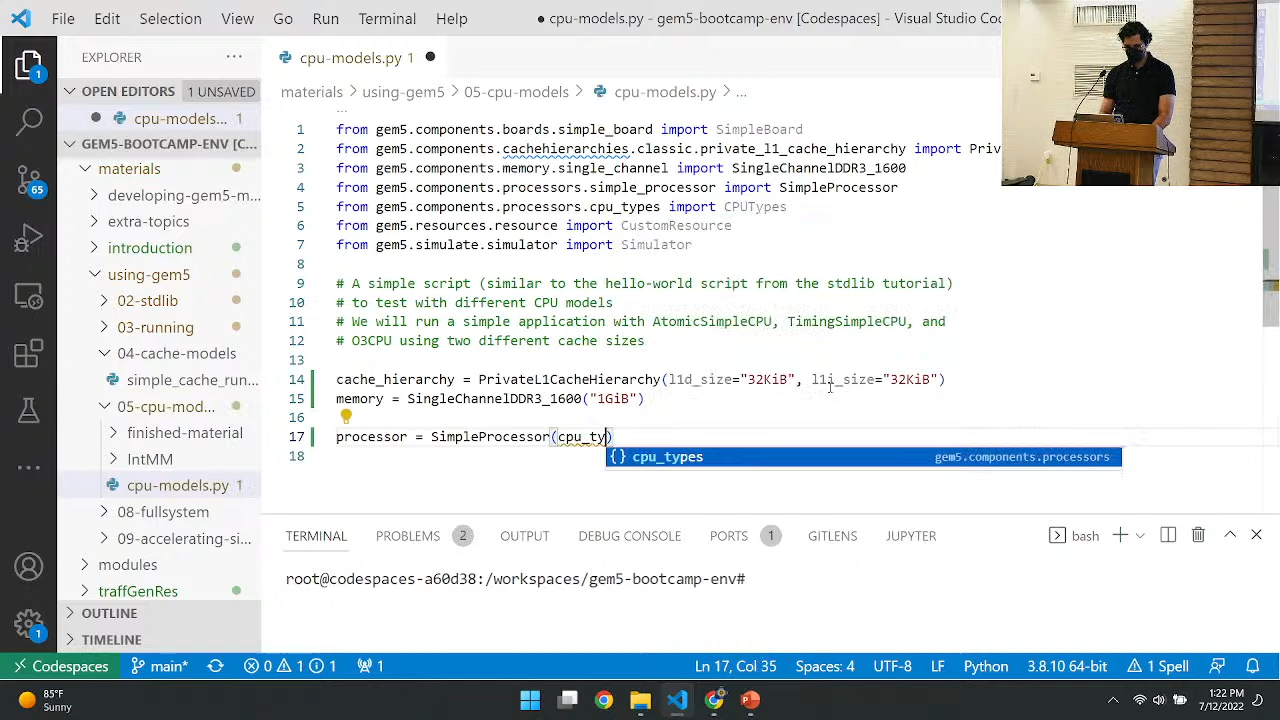 File Edit Selection View Go Run Terminal Help
● cpu-models.py - gem5-bootcamp-env [Codespaces] - Visual Studio Cod
EXPLORER ...
cpu-models.py 1 ●
OPEN EDITORS 1 UNSAVED
● cpu-models... 1
GEM5-BOOTCAMP-ENV [C...
materials
developing-gem5-m...
extra-topics
introduction
using-gem5
02-stdlib
03-running
04-cache-models
simple_cache_run...
05-cpu-mod...
finished-material
IntMM
cpu-models.py 1
08-fullsystem
09-accelerating-si...
modules
traffGenRes
OUTLINE
TIMELINE
1
65
1
materials > using-gem5 > 05-cpu-models > cpu-models.py > ...
...
1 from gem5.components.boards.simple_board import SimpleBoard
2 from gem5.components.cachehierarchies.classic.private_l1_cache_hierarchy import Priv
3 from gem5.components.memory.single_channel import SingleChannelDDR3_1600
4 from gem5.components.processors.simple_processor import SimpleProcessor
5 from gem5.components.processors.cpu_types import CPUTypes
6 from gem5.resources.resource import CustomResource
7 from gem5.simulate.simulator import Simulator
8
9 # A simple script (similar to the hello-world script from the stdlib tutorial)
10 # to test with different CPU models
11 # We will run a simple application with AtomicSimpleCPU, TimingSimpleCPU, and
12 # O3CPU using two different cache sizes
13
14 cache_hierarchy = PrivateL1CacheHierarchy(l1d_size="32KiB", l1i_size="32KiB")
15 memory = SingleChannelDDR3_1600("1GiB")
16
17 processor = SimpleProcessor(cpu_ty)
18
{} cpu_types gem5.components.processors
TERMINAL PROBLEMS 2 OUTPUT DEBUG CONSOLE PORTS 1 GITLENS JUPYTER
bash
root@codespaces-a60d38:/workspaces/gem5-bootcamp-env#
Codespaces main* 0 1 1 1 Ln 17, Col 35 Spaces: 4 UTF-8 LF Python 3.8.10 64-bit 1 Spell
85°F
Sunny
1:22 PM
7/12/2022